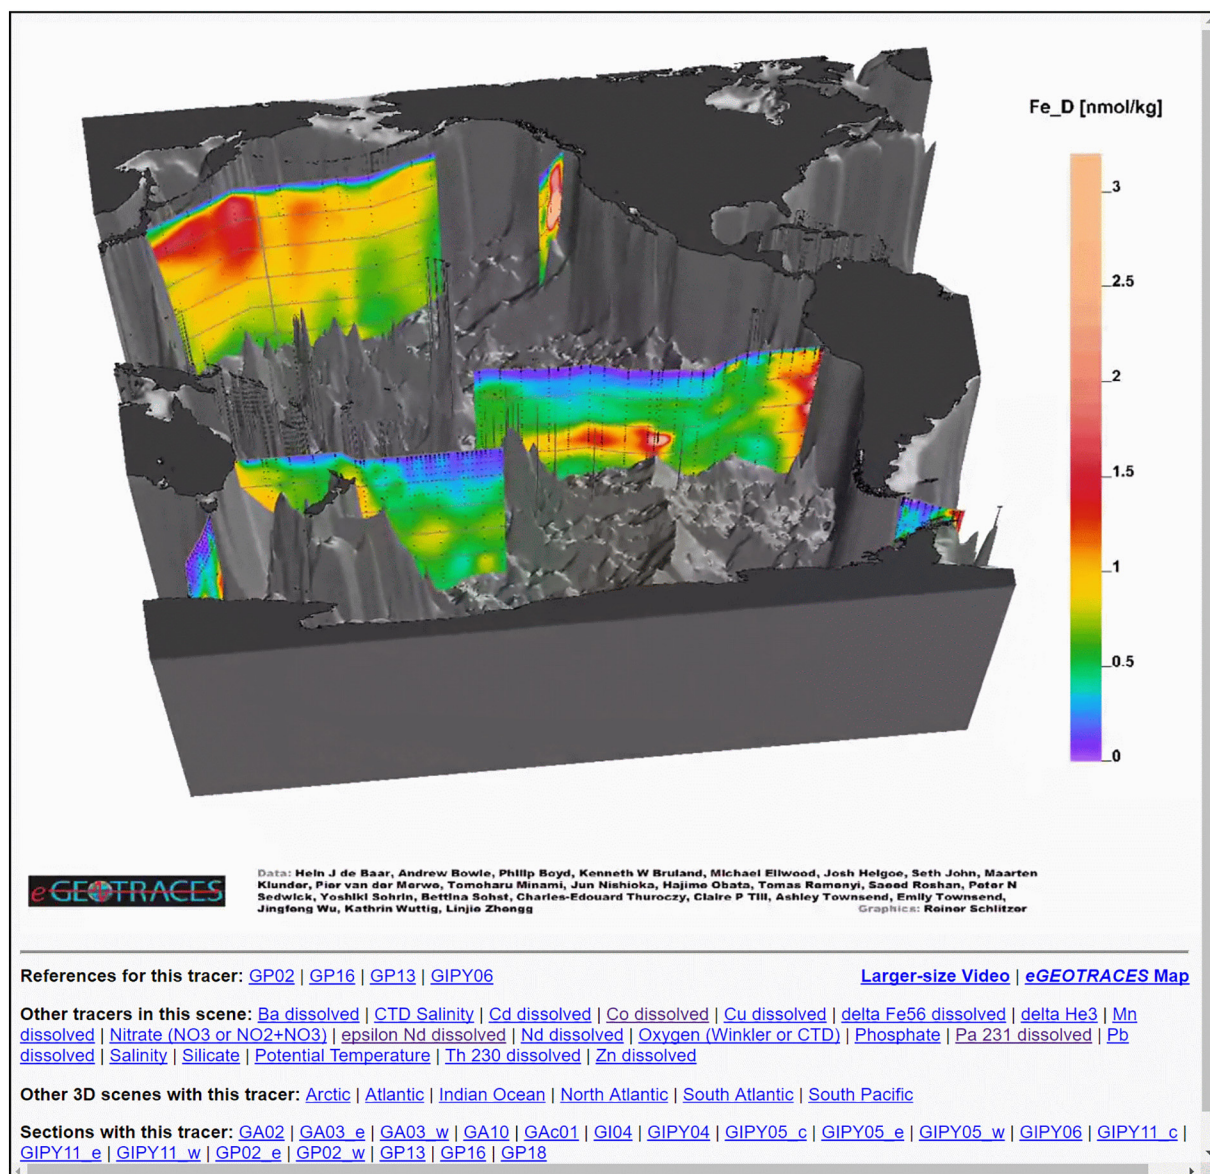 Fe_D [nmol/kg]
3
2.5
2
1.5
1
0.5
0
eGEOTRACES
Data: Hein J de Baar, Andrew Bowie, Philip Boyd, Kenneth W Bruland, Michael Ellwood, Josh Helgoe, Seth John, Maarten
Klunder, Pier van der Merwe, Tomoharu Minami, Jun Nishioka, Hajime Obata, Tomas Remenyi, Saeed Roshan, Peter N
Sedwick, Yoshiki Sohrin, Bettina Sohst, Charles-Edouard Thuroczy, Claire P Till, Ashley Townsend, Emily Townsend,
Jingfeng Wu, Kathrin Wuttig, Linjie Zhengg Graphics: Reiner Schlitzer
References for this tracer: GP02 | GP16 | GP13 | GIPY06 Larger-size Video | eGEOTRACES Map
Other tracers in this scene: Ba dissolved | CTD Salinity | Cd dissolved | Co dissolved | Cu dissolved | delta Fe56 dissolved | delta He3 | Mn
dissolved | Nitrate (NO3 or NO2+NO3) | epsilon Nd dissolved | Nd dissolved | Oxygen (Winkler or CTD) | Phosphate | Pa 231 dissolved | Pb
dissolved | Salinity | Silicate | Potential Temperature | Th 230 dissolved | Zn dissolved
Other 3D scenes with this tracer: Arctic | Atlantic | Indian Ocean | North Atlantic | South Atlantic | South Pacific
Sections with this tracer: GA02 | GA03_e | GA03_w | GA10 | GAc01 | GI04 | GIPY04 | GIPY05_c | GIPY05_e | GIPY05_w | GIPY06 | GIPY11_c |
GIPY11_e | GIPY11_w | GP02_e | GP02_w | GP13 | GP16 | GP18